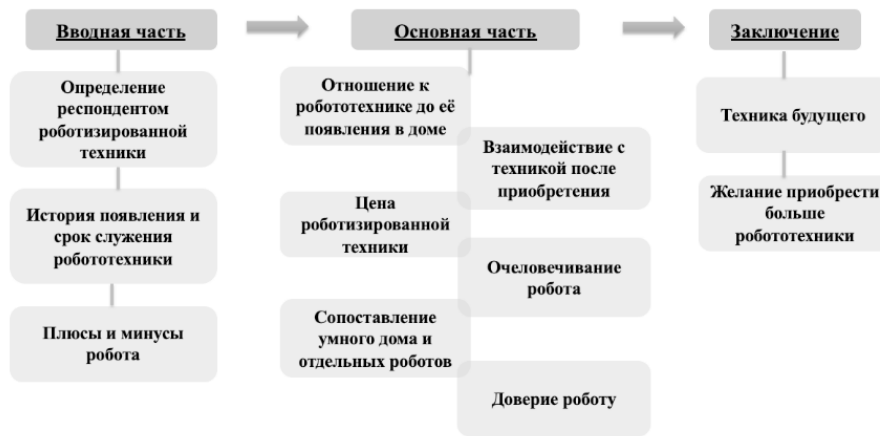 Вводная часть
Определение
респондентом
роботизированной
техники
История появления и
срок служения
робототехники
Плюсы и минусы
робота
Основная часть
Отношение к
робототехнике до её
появления в доме
Взаимодействие с
техникой после
приобретения
Цена
роботизированной
техники
Очеловечивание
робота
Сопоставление
умного дома и
отдельных роботов
Доверие роботу
Заключение
Техника будущего
Желание приобрести
больше
робототехники